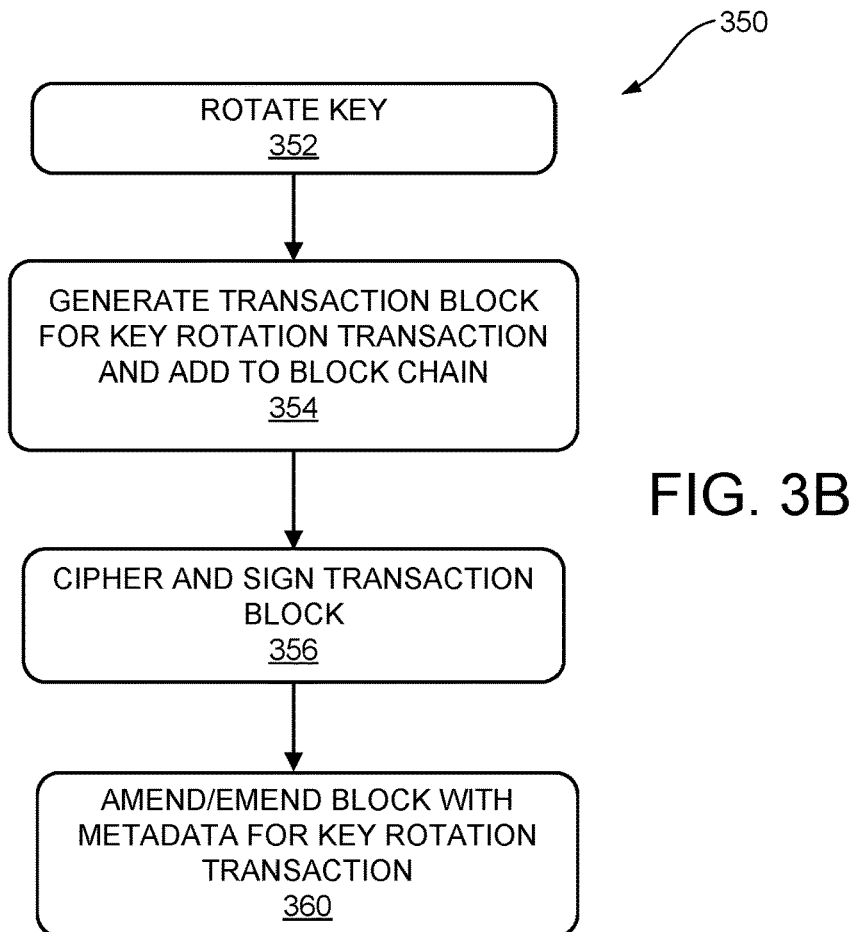 350
ROTATE KEY
352
GENERATE TRANSACTION BLOCK
FOR KEY ROTATION TRANSACTION
AND ADD TO BLOCK CHAIN
354
FIG. 3B
CIPHER AND SIGN TRANSACTION
BLOCK
356
AMEND/EMEND BLOCK WITH
METADATA FOR KEY ROTATION
TRANSACTION
360